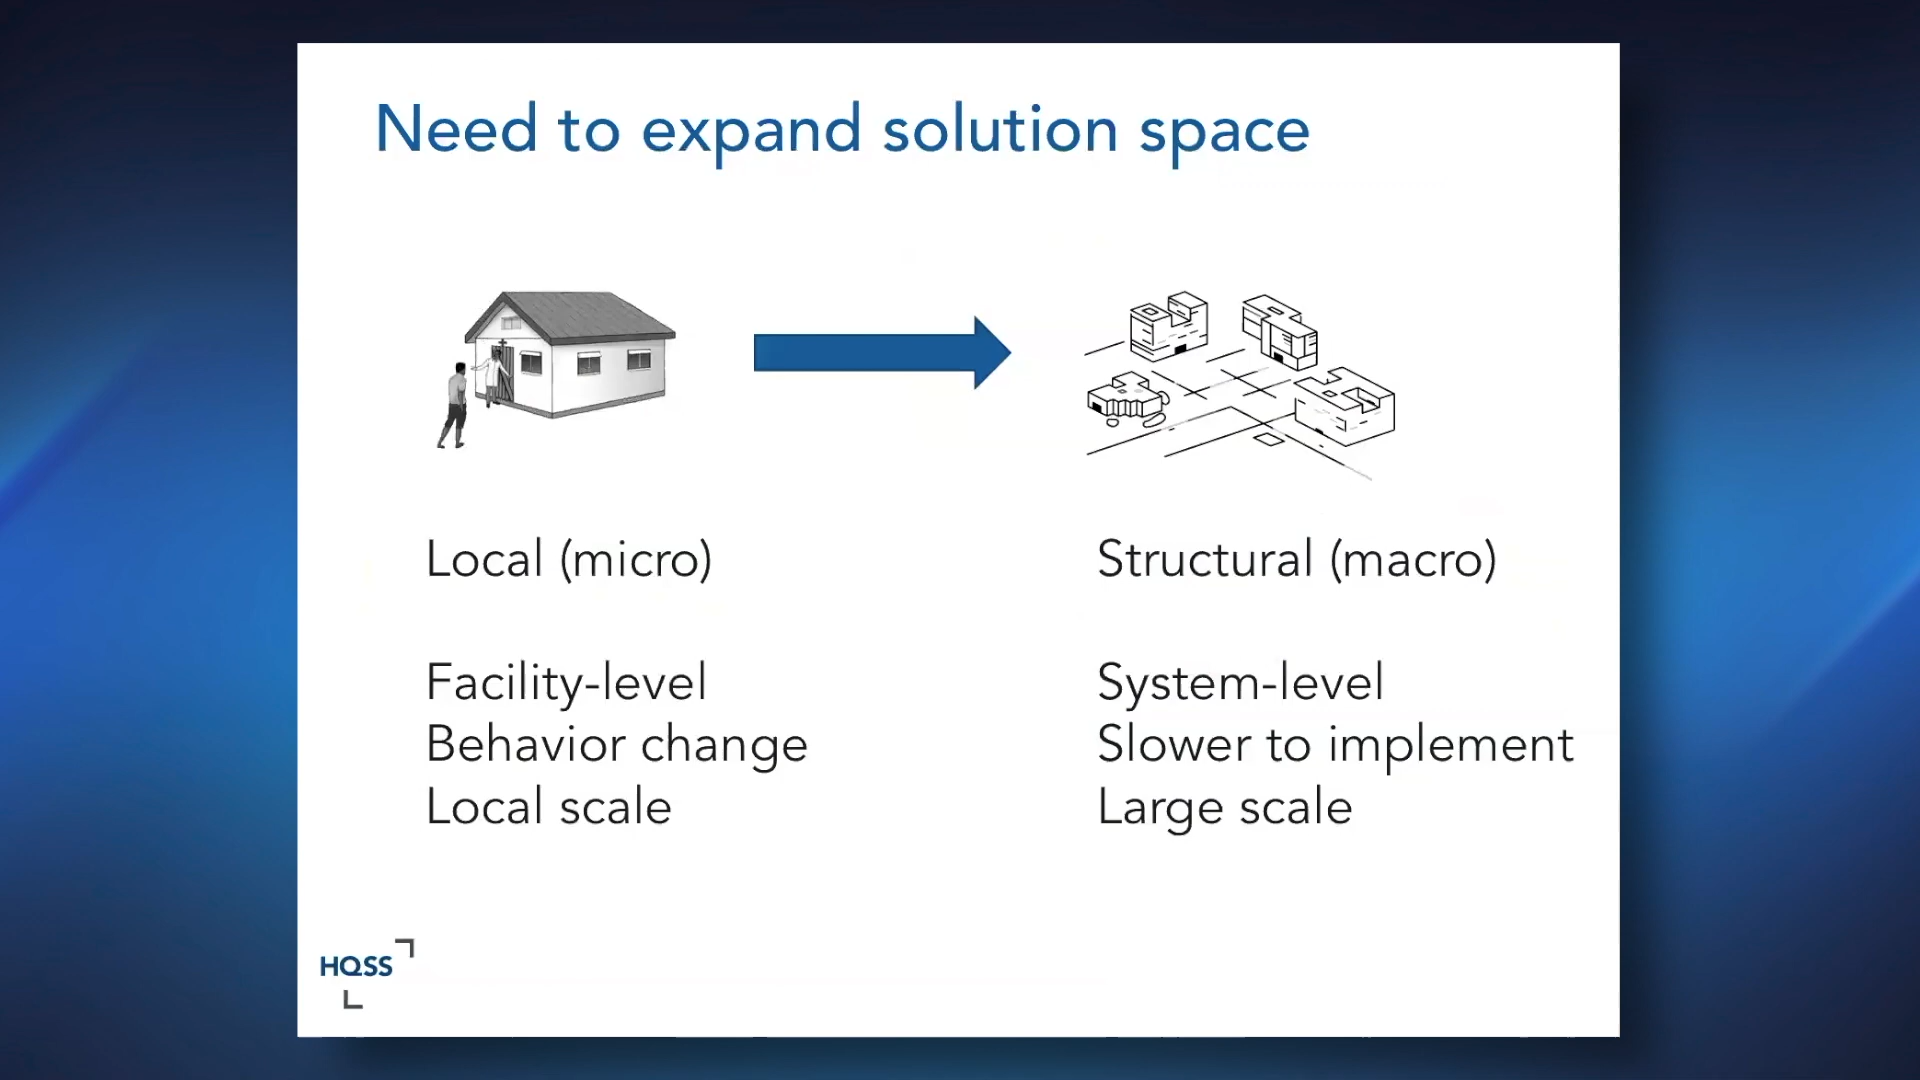 Need to expand solution space
Local (micro)
Facility-level
Behavior change
Local scale
Structural (macro)
System-level
Slower to implement
Large scale
HQSS